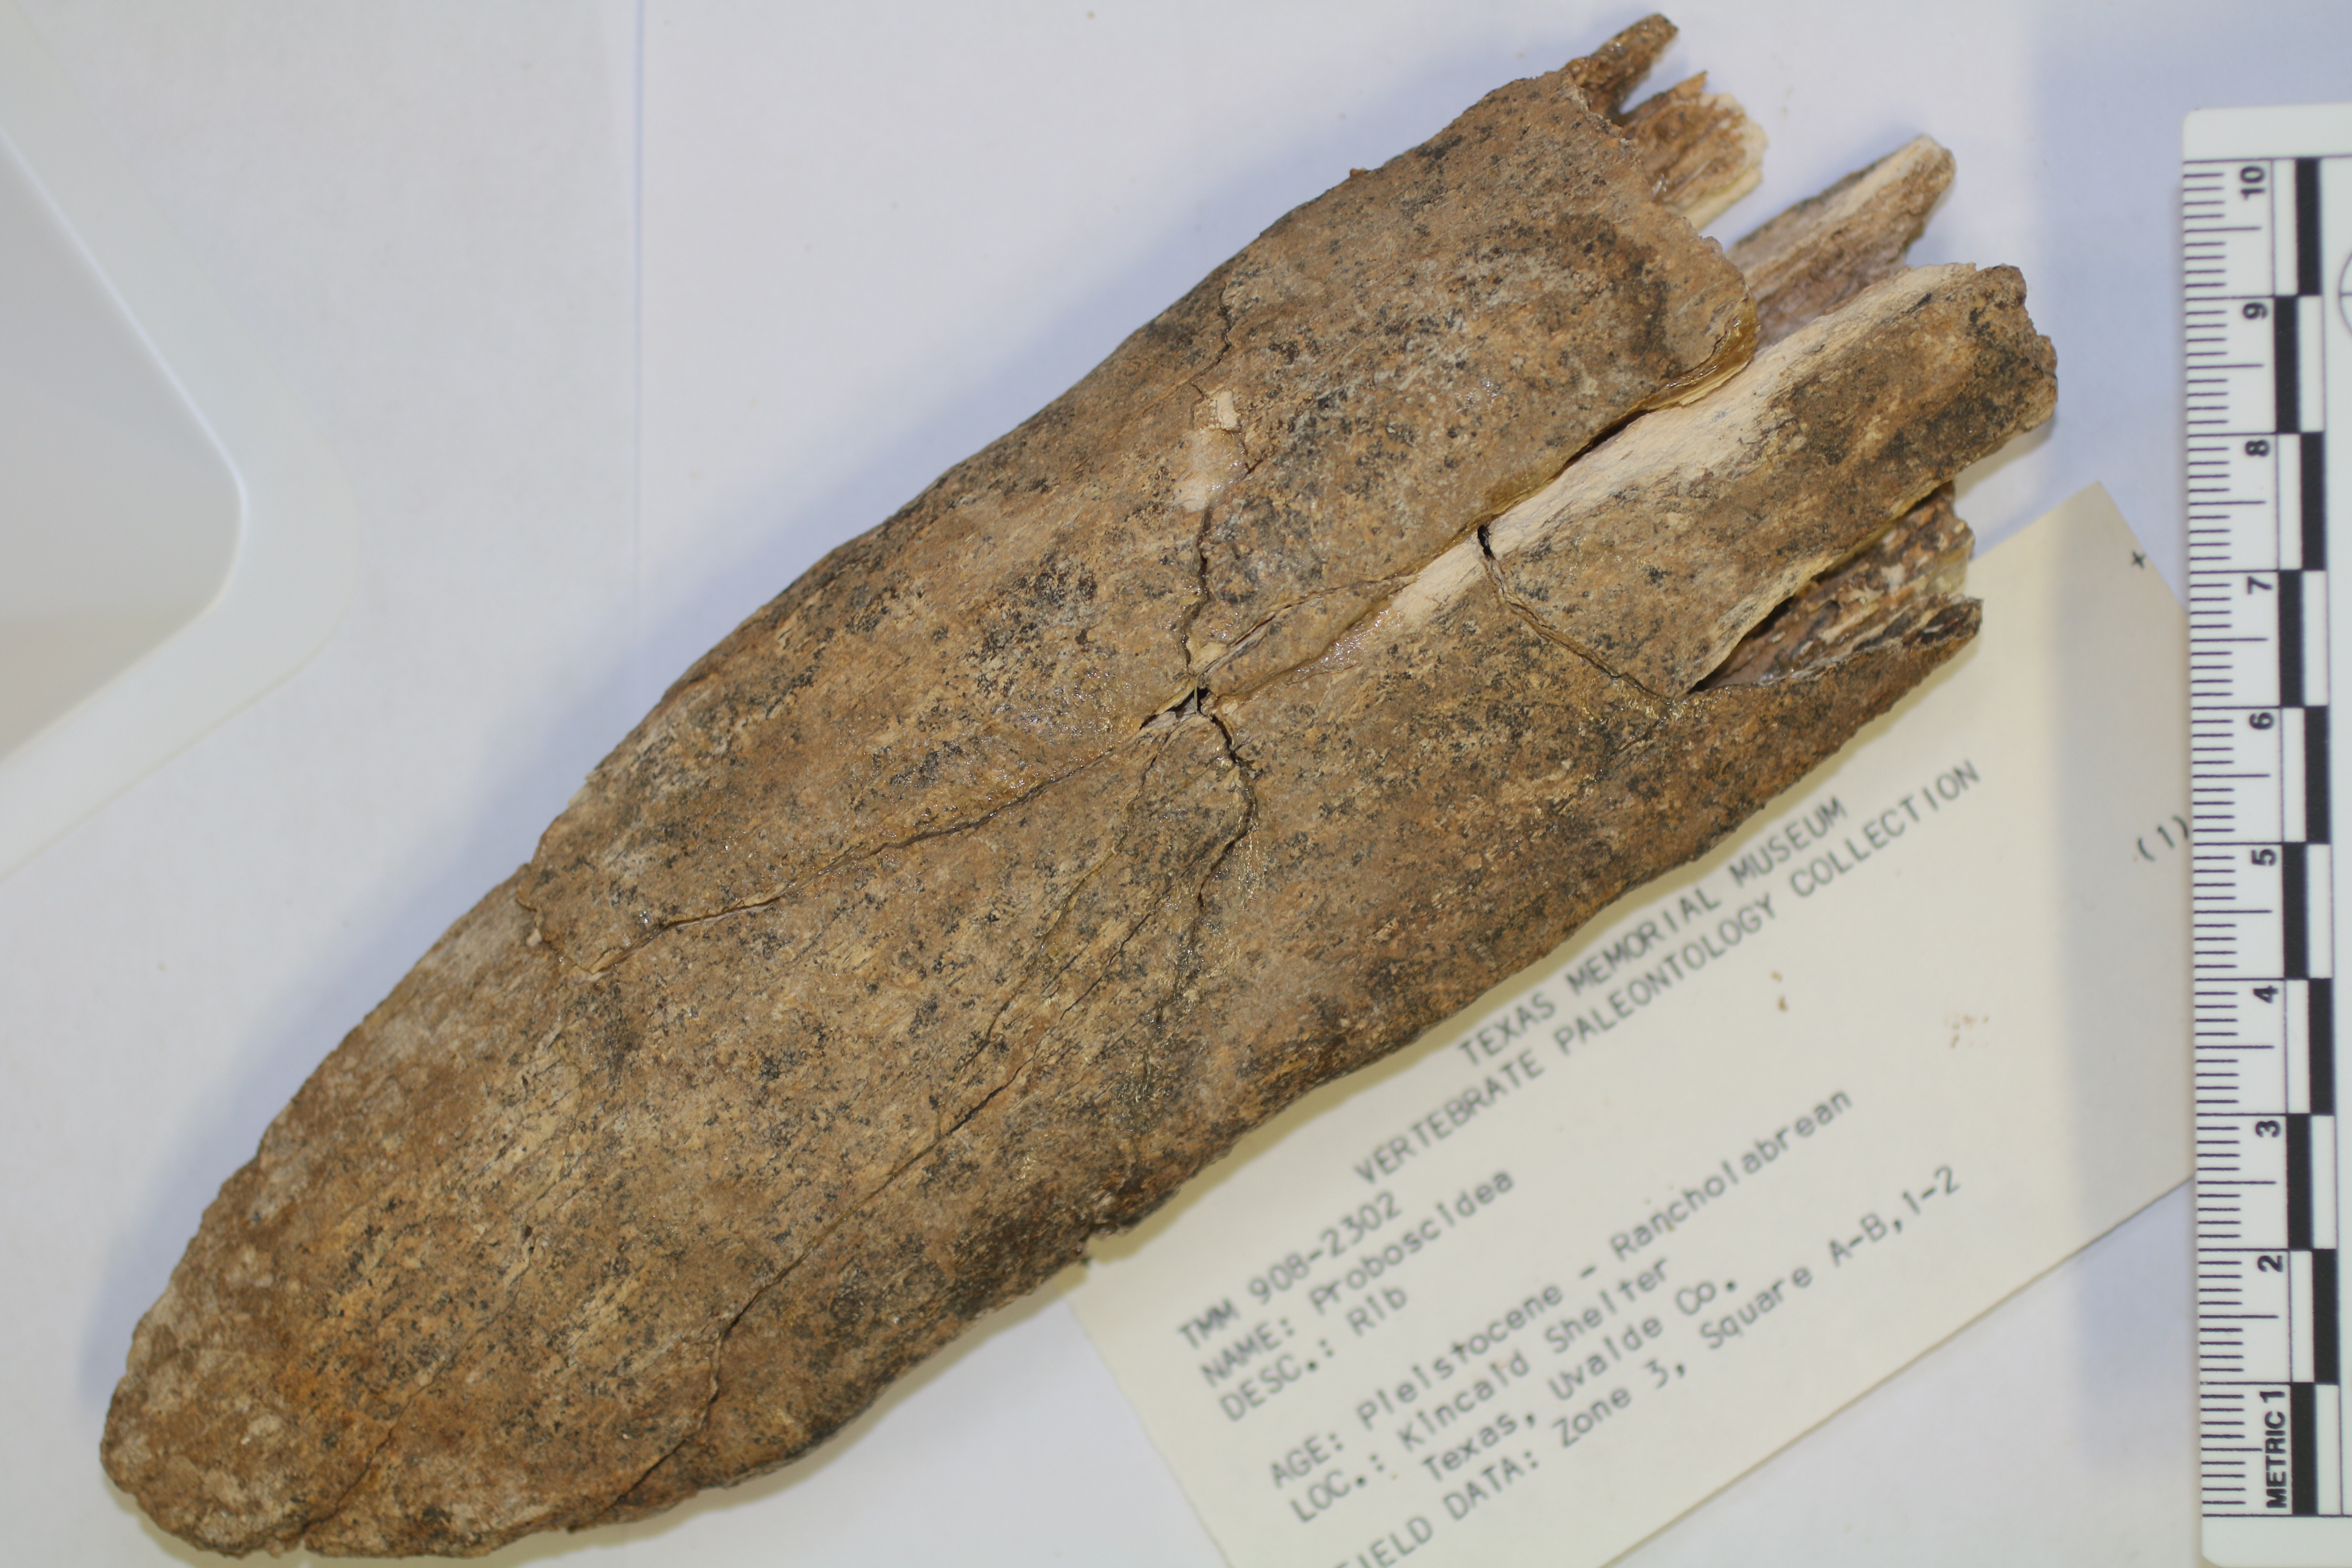 TEXAS MEMORIAL MUSEUM
VERTEBRATE PALEONTOLOGY COLLECTION
TMM 908-2302
NAME: Proboscidea
DESC.: Rib
AGE: Pleistocene - Rancholabrean
LOC.: Kincaid Shelter
Texas, Uvalde Co.
FIELD DATA: Zone 3, Square A-B,1-2
(1)
+
METRIC 1 2 3 4 5 6 7 8 9 10